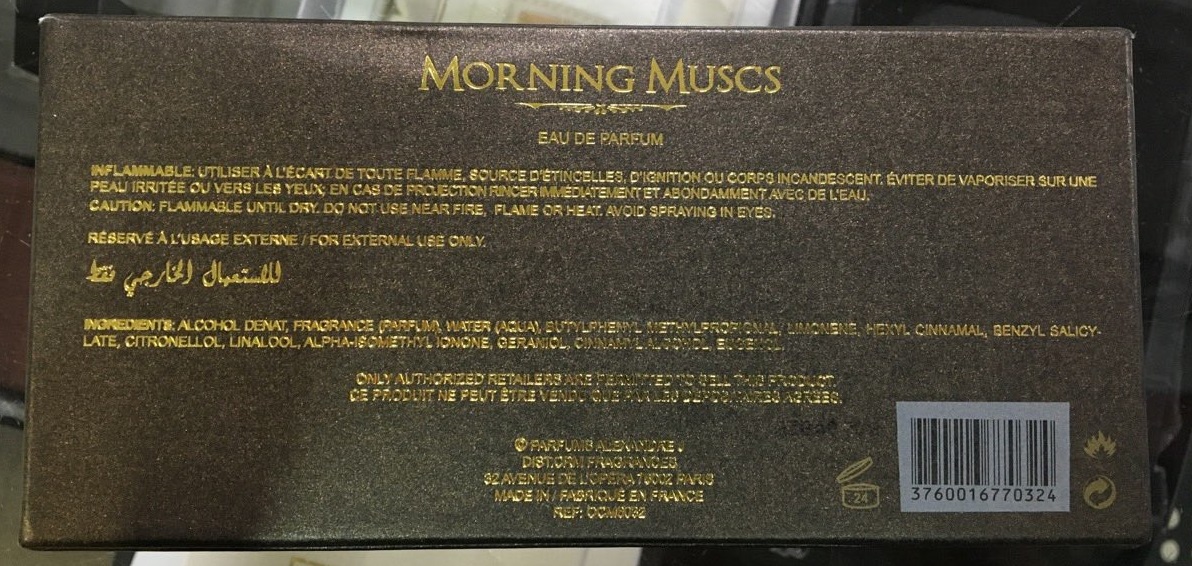 MORNING MUSCS
EAU DE PARFUM
INFLAMMABLE: UTILISER À L'ÉCART DE TOUTE FLAMME, SOURCE D'ÉTINCELLES, D'IGNITION OU CORPS INCANDESCENT. ÉVITER DE VAPORISER SUR UNE
PEAU IRRITÉE OU VERS LES YEUX; EN CAS DE PROJECTION RINCER IMMÉDIATEMENT ET ABONDAMMENT AVEC DE L'EAU.
CAUTION: FLAMMABLE UNTIL DRY. DO NOT USE NEAR FIRE, FLAME OR HEAT. AVOID SPRAYING IN EYES.
RÉSERVÉ À L'USAGE EXTERNE / FOR EXTERNAL USE ONLY.
للاستعمال الخارجي فقط
INGREDIENTS: ALCOHOL DENAT, FRAGRANCE (PARFUM), WATER (AQUA), BUTYLPHENYL METHYLPROPIONAL, LIMONENE, HEXYL CINNAMAL, BENZYL SALICY-
LATE, CITRONELLOL, LINALOOL, ALPHA-ISOMETHYL IONONE, GERANIOL, CINNAMYL ALCOHOL, EUGENOL.
ONLY AUTHORIZED RETAILERS ARE PERMITTED TO SELL THIS PRODUCT.
CE PRODUIT NE PEUT ÊTRE VENDU QUE PAR LES DÉPOSITAIRES AGRÉÉS.
© PARFUMS ALEXANDRE J
DIST.ORM FRAGRANCES
32 AVENUE DE L'OPERA 75002 PARIS
MADE IN / FABRIQUÉ EN FRANCE
REF:
24
3760016770324